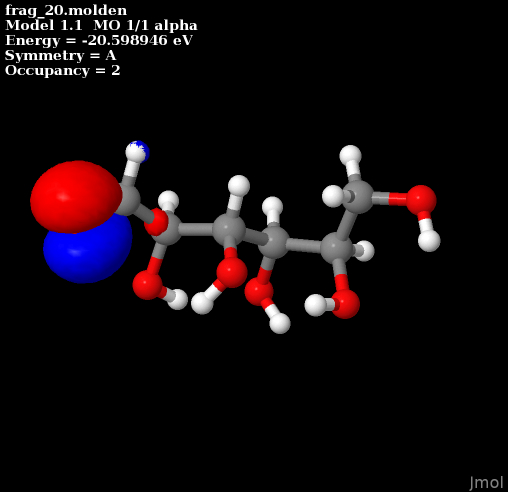 frag_20.molden
Model 1.1  MO 1/1 alpha
Energy = -20.598946 eV
Symmetry = A
Occupancy = 2
Jmol